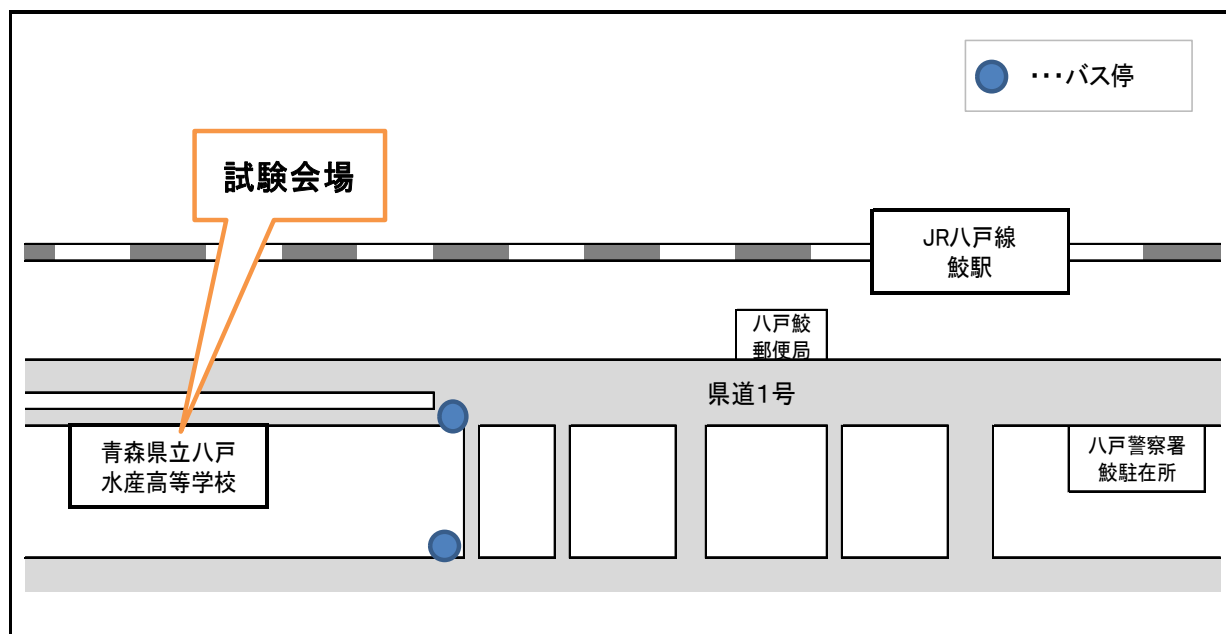 ・・・バス停
試験会場
JR八戸線
鮫駅
八戸鮫
郵便局
県道1号
青森県立八戸
水産高等学校
八戸警察署
鮫駐在所